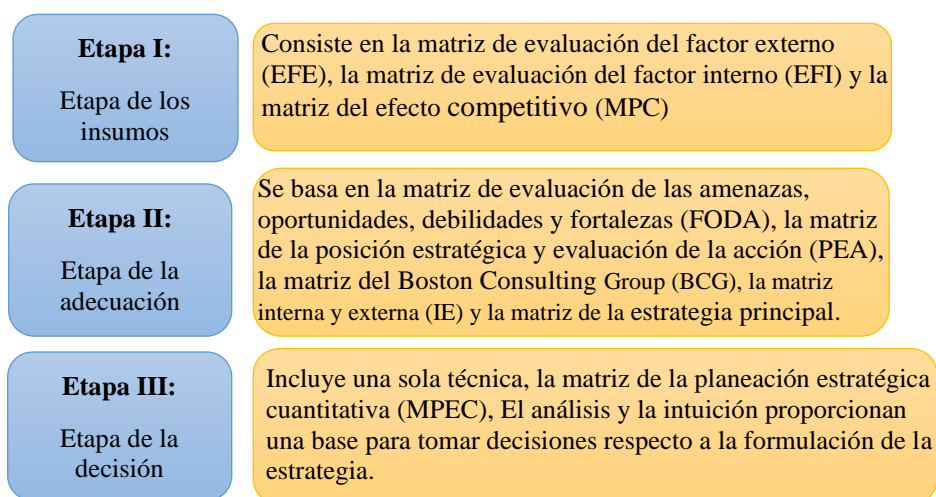 Etapa I:
Etapa de los
insumos
Consiste en la matriz de evaluación del factor externo
(EFE), la matriz de evaluación del factor interno (EFI) y la
matriz del efecto competitivo (MPC)
Etapa II:
Etapa de la
adecuación
Se basa en la matriz de evaluación de las amenazas,
oportunidades, debilidades y fortalezas (FODA), la matriz
de la posición estratégica y evaluación de la acción (PEA),
la matriz del Boston Consulting Group (BCG), la matriz
interna y externa (IE) y la matriz de la estrategia principal.
Etapa III:
Etapa de la
decisión
Incluye una sola técnica, la matriz de la planeación estratégica
cuantitativa (MPEC), El análisis y la intuición proporcionan
una base para tomar decisiones respecto a la formulación de la
estrategia.